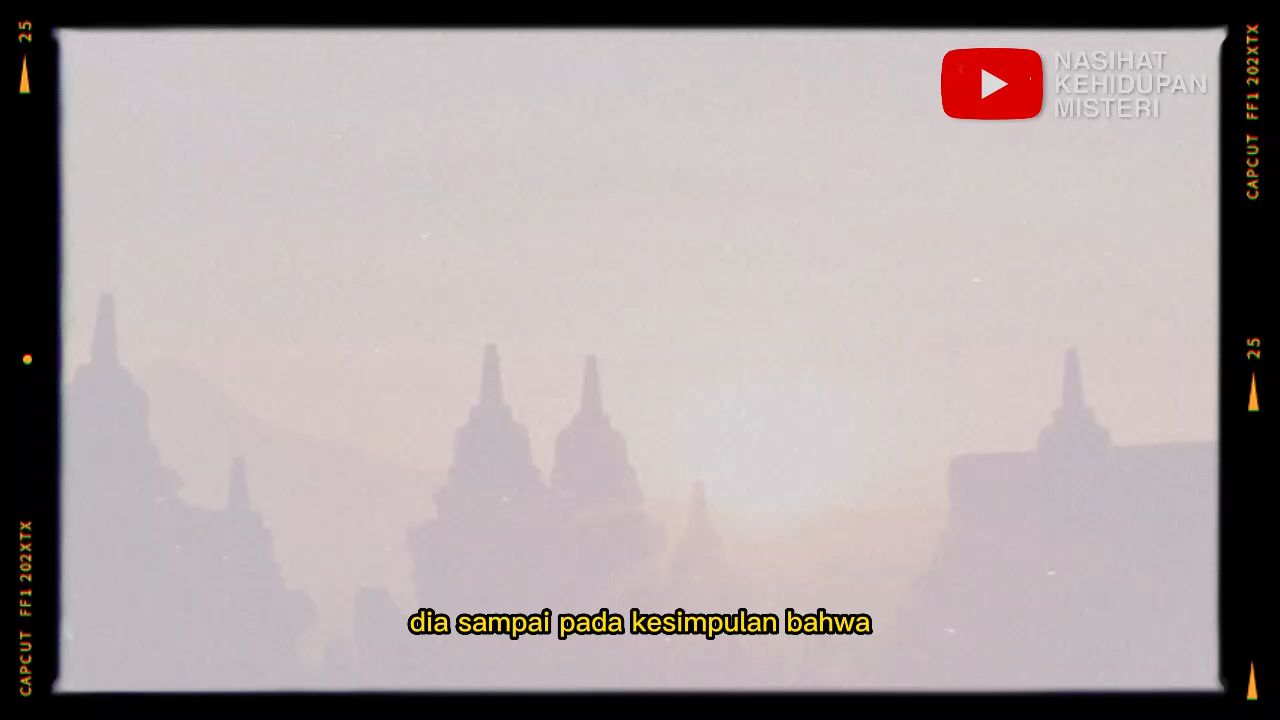 25
CAPCUT FF1 202XTX
NASIHAT
KEHIDUPAN
MISTERI
CAPCUT FF1 202XTX
25
dia sampai pada kesimpulan bahwa